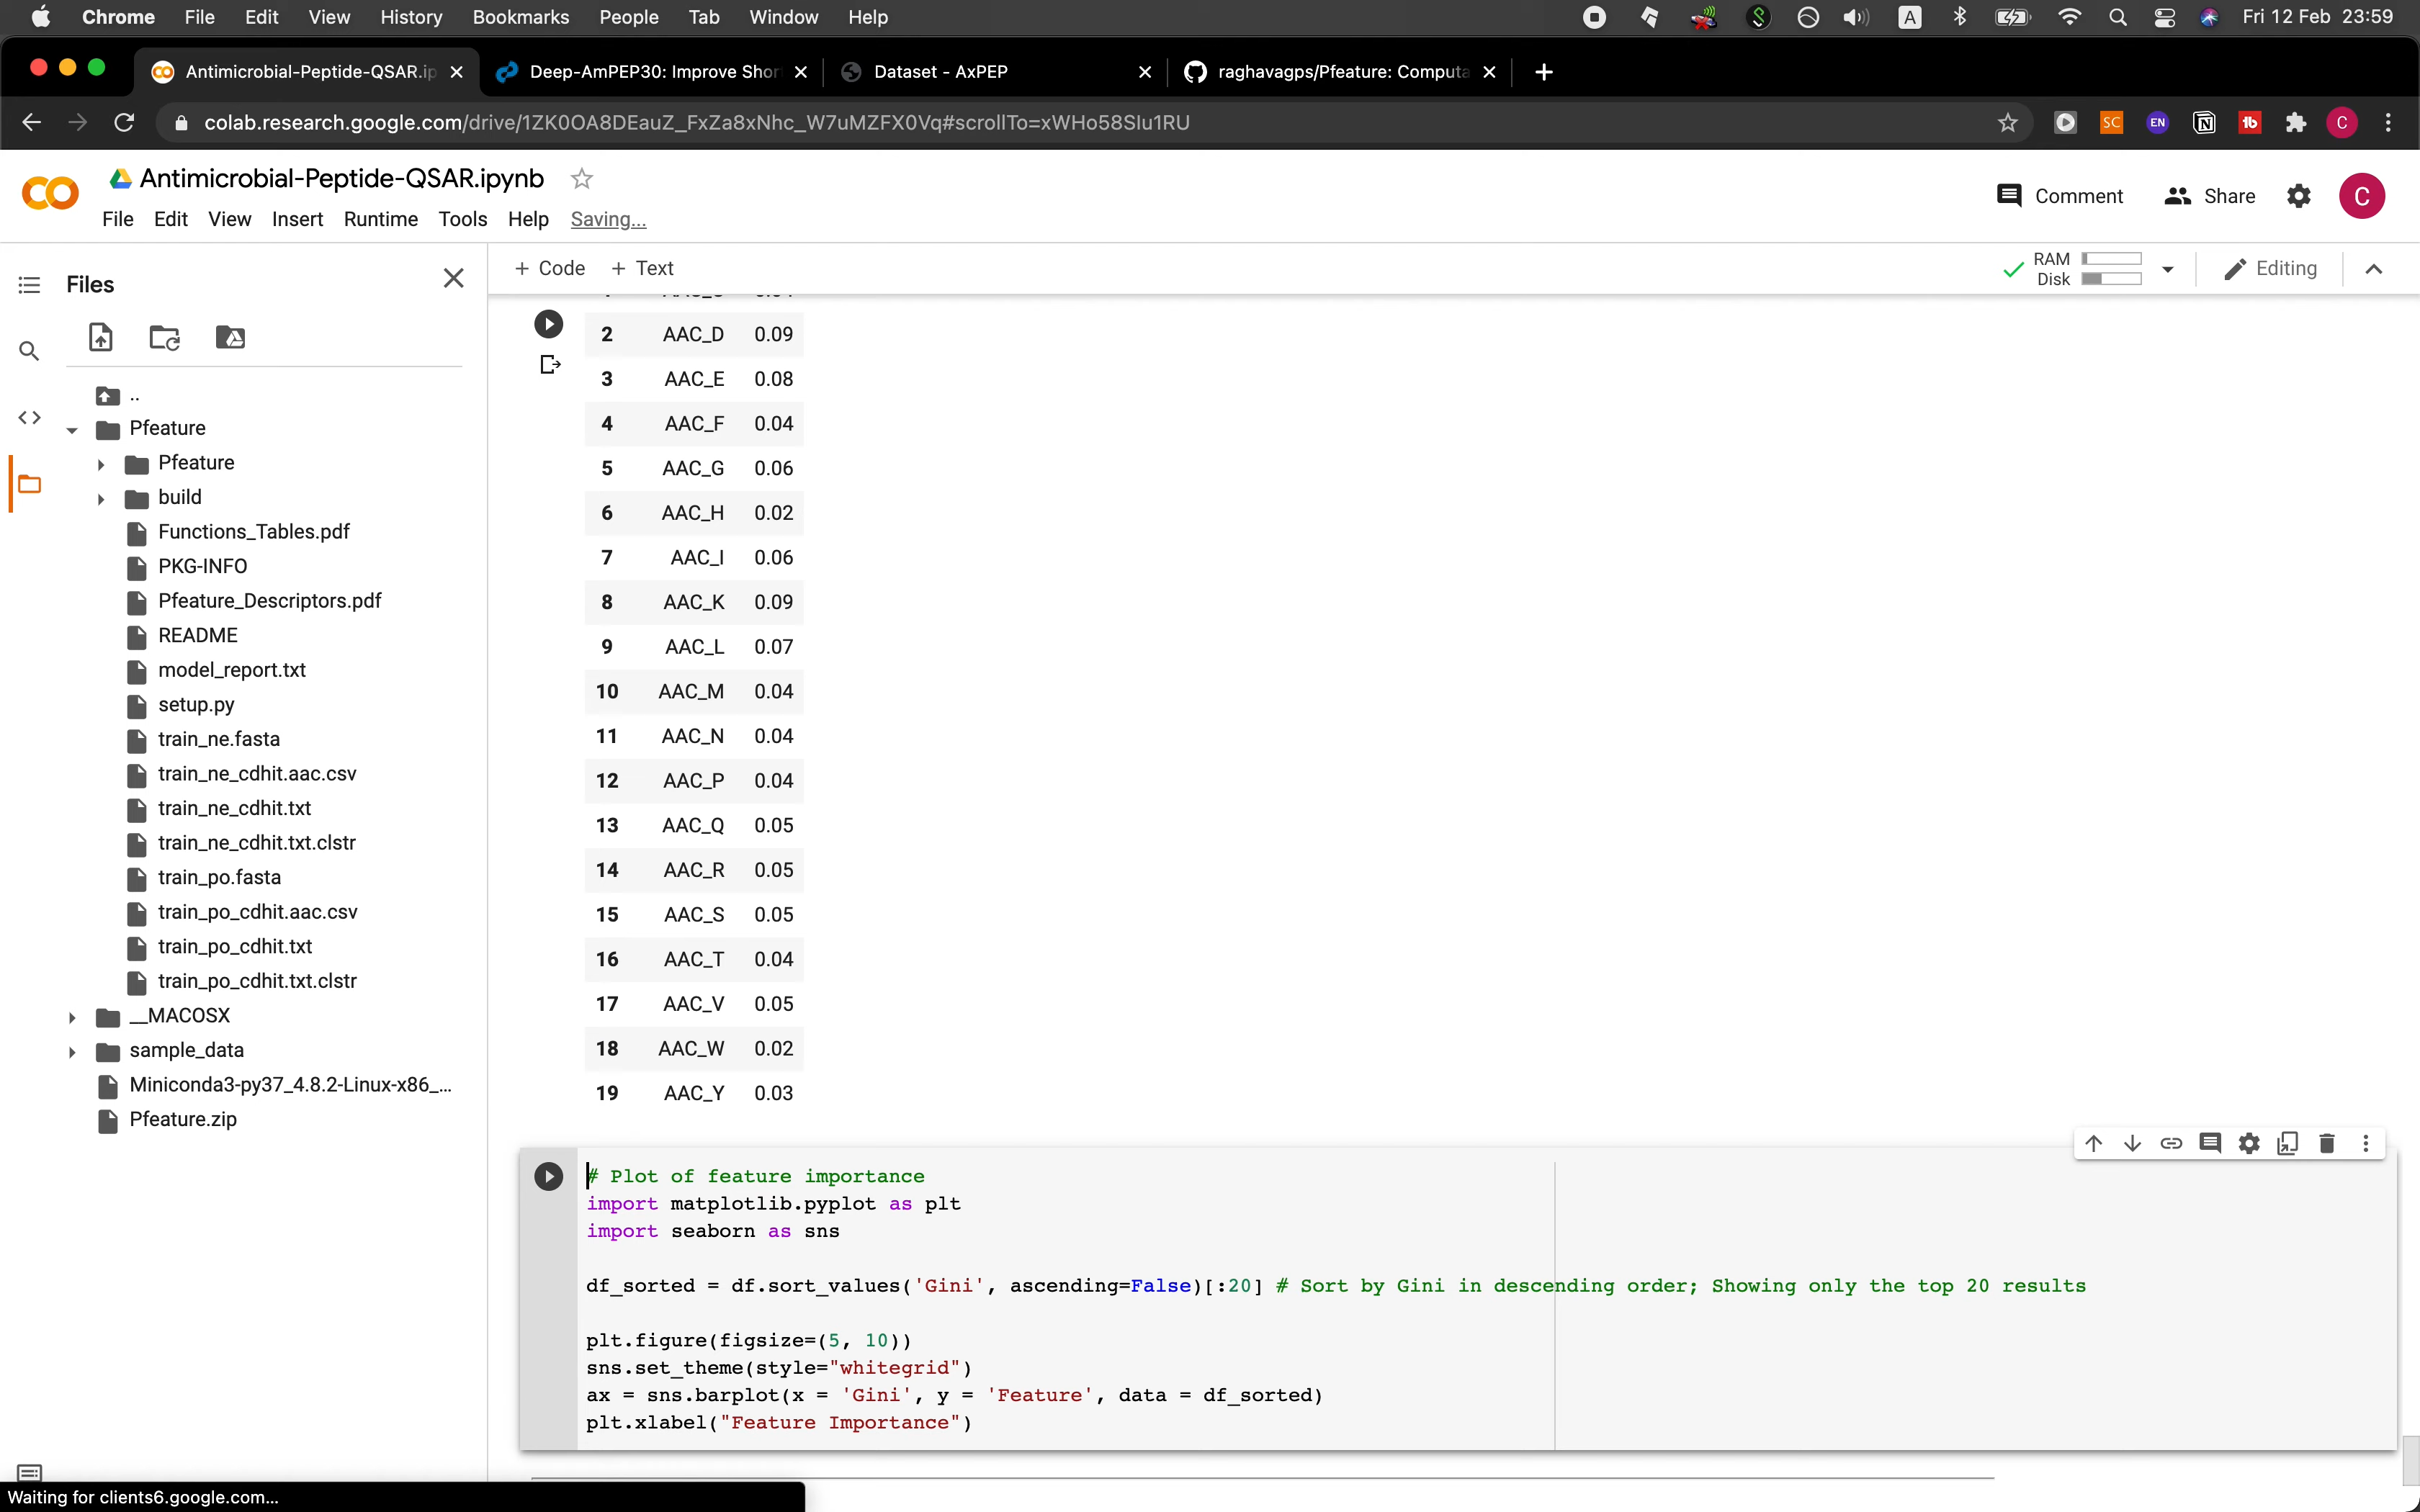 Chrome File Edit View History Bookmarks People Tab Window Help A Fri 12 Feb 23:59
Antimicrobial-Peptide-QSAR.ip Deep-AmPEP30: Improve Shor Dataset - AxPEP raghavagps/Pfeature: Computa
colab.research.google.com/drive/1ZK0OA8DEauZ_FxZa8xNhc_W7uMZFX0Vq#scrollTo=xWHo58SIu1RU SC EN C
Antimicrobial-Peptide-QSAR.ipynb
Comment Share C
File Edit View Insert Runtime Tools Help Saving...
Files
+ Code + Text
RAM
Disk
Editing
..
Pfeature
Pfeature
build
Functions_Tables.pdf
PKG-INFO
Pfeature_Descriptors.pdf
README
model_report.txt
setup.py
train_ne.fasta
train_ne_cdhit.aac.csv
train_ne_cdhit.txt
train_ne_cdhit.txt.clstr
train_po.fasta
train_po_cdhit.aac.csv
train_po_cdhit.txt
train_po_cdhit.txt.clstr
__MACOSX
sample_data
Miniconda3-py37_4.8.2-Linux-x86_...
Pfeature.zip
2 AAC_D 0.09
3 AAC_E 0.08
4 AAC_F 0.04
5 AAC_G 0.06
6 AAC_H 0.02
7 AAC_I 0.06
8 AAC_K 0.09
9 AAC_L 0.07
10 AAC_M 0.04
11 AAC_N 0.04
12 AAC_P 0.04
13 AAC_Q 0.05
14 AAC_R 0.05
15 AAC_S 0.05
16 AAC_T 0.04
17 AAC_V 0.05
18 AAC_W 0.02
19 AAC_Y 0.03
# Plot of feature importance
import matplotlib.pyplot as plt
import seaborn as sns
df_sorted = df.sort_values('Gini', ascending=False)[:20] # Sort by Gini in descending order; Showing only the top 20 results
plt.figure(figsize=(5, 10))
sns.set_theme(style="whitegrid")
ax = sns.barplot(x = 'Gini', y = 'Feature', data = df_sorted)
plt.xlabel("Feature Importance")
Waiting for clients6.google.com...